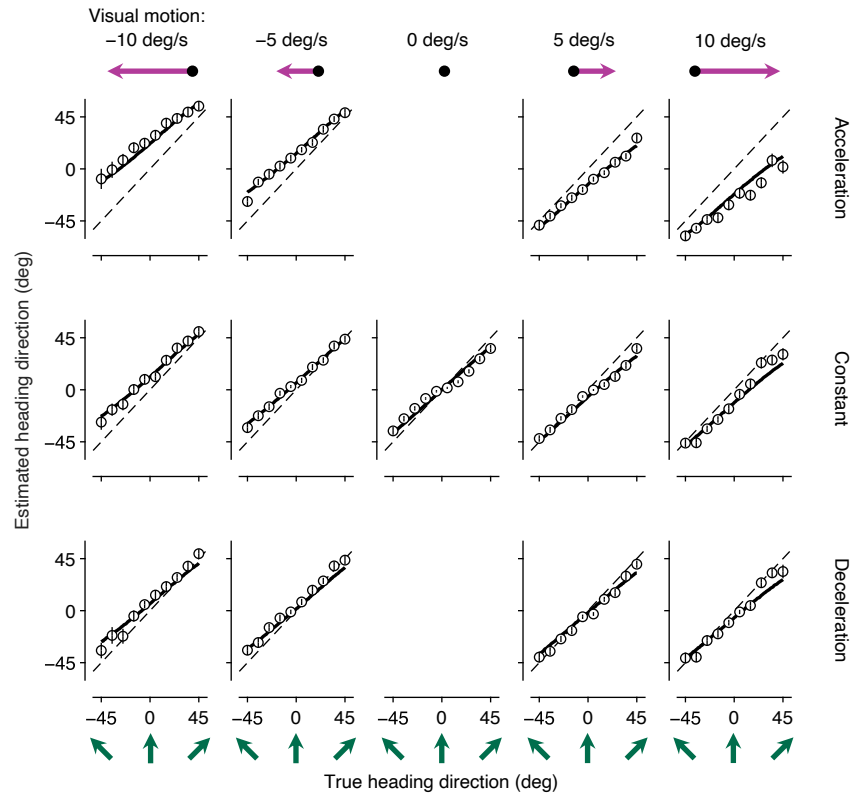 Visual motion:
−10 deg/s
−5 deg/s
0 deg/s
5 deg/s
10 deg/s
45
0
−45
Acceleration
Estimated heading direction (deg)
45
0
−45
Constant
45
0
−45
Deceleration
−45 0 45
−45 0 45
−45 0 45
−45 0 45
−45 0 45
True heading direction (deg)